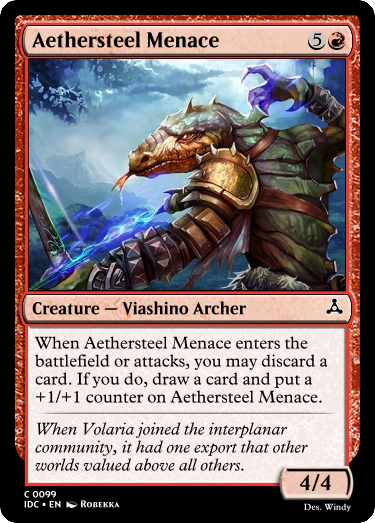 Aethersteel Menace 5
Creature — Viashino Archer
When Aethersteel Menace enters the
battlefield or attacks, you may discard a
card. If you do, draw a card and put a
+1/+1 counter on Aethersteel Menace.
When Volaria joined the interplanar
community, it had one export that other
worlds valued above all others.
4/4
C 0099
IDC • EN Robekka
Des. Windy